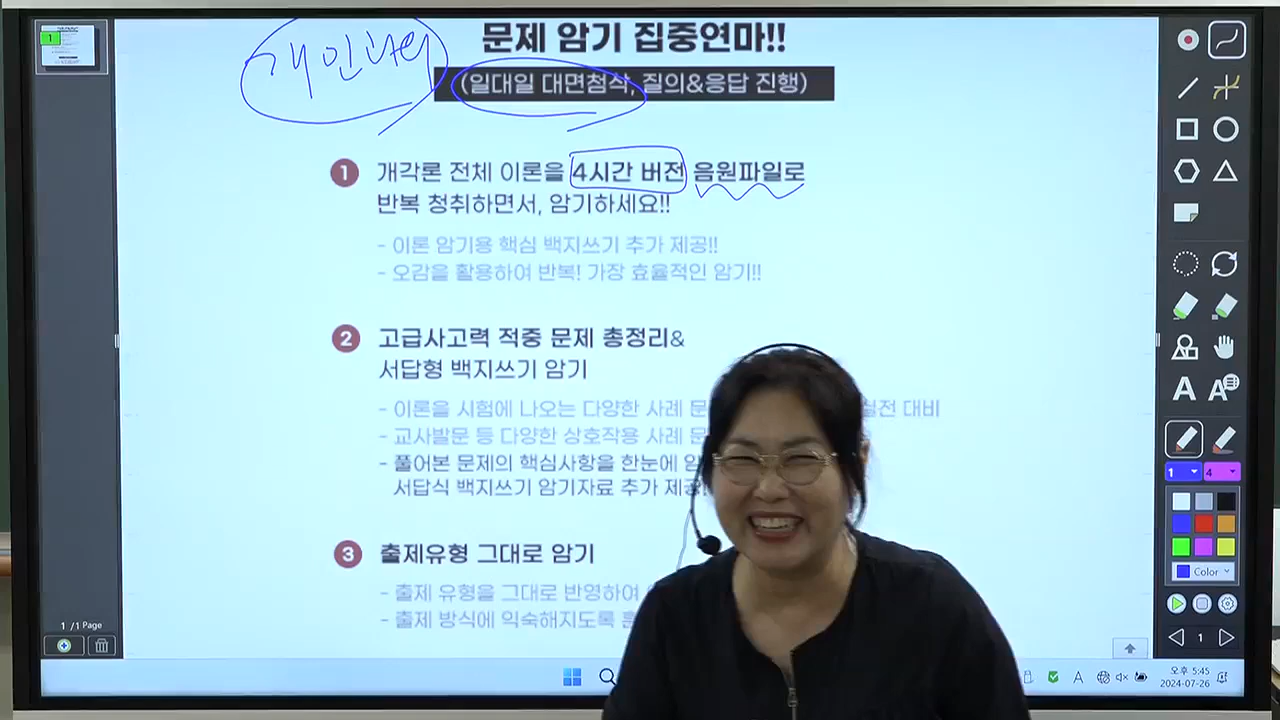 1
문제 암기 집중연마!!
(일대일 대면첨삭, 질의&응답 진행)
1 개각론 전체 이론을 4시간 버전 음원파일로
반복 청취하면서, 암기하세요!!
- 이론 암기용 핵심 백지쓰기 추가 제공!!
- 오감을 활용하여 반복! 가장 효율적인 암기!!
2 고급사고력 적중 문제 총정리&
서답형 백지쓰기 암기
- 이론을 시험에 나오는 다양한 사례 문 실전 대비
- 교사발문 등 다양한 상호작용 사례 문
- 풀어본 문제의 핵심사항을 한눈에 암
서답식 백지쓰기 암기자료 추가 제공!
3 출제유형 그대로 암기
- 출제 유형을 그대로 반영하여
- 출제 방식에 익숙해지도록 훈
A A
1 4
Color
1 /1 Page
1
A
오후 5:45
2024-07-26